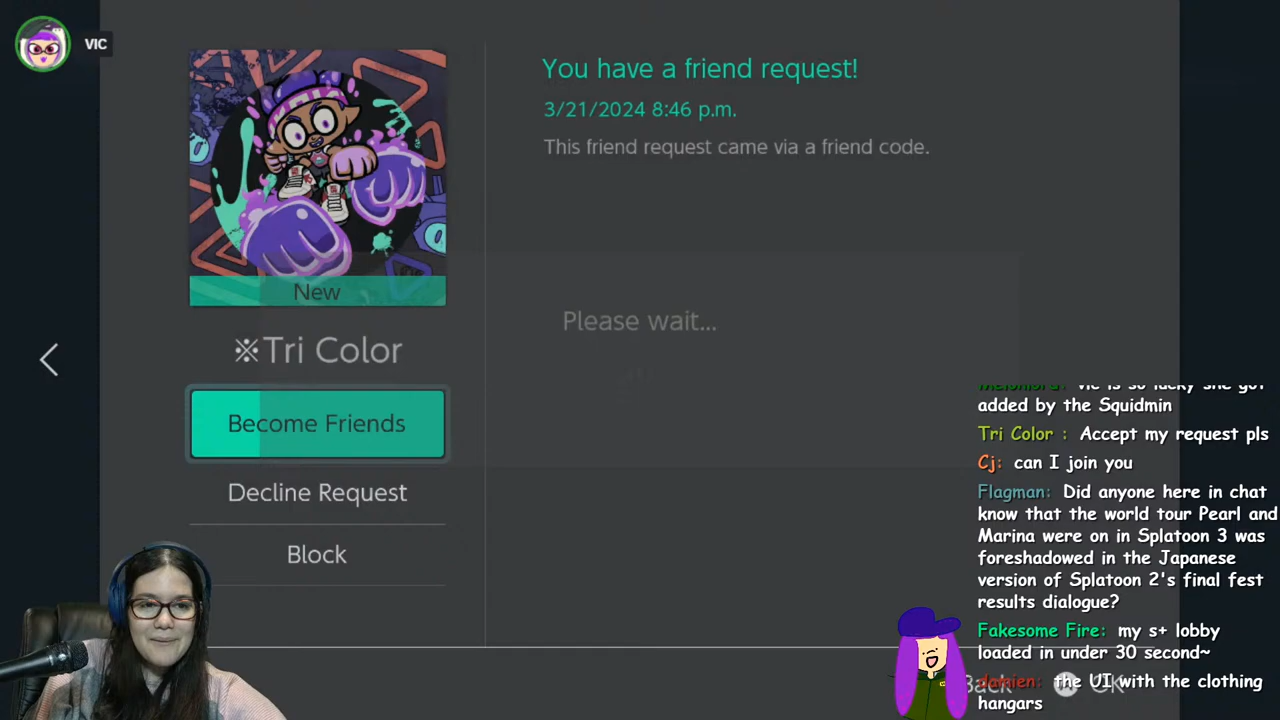 VIC
You have a friend request!
3/21/2024 8:46 p.m.
This friend request came via a friend code.
New
Please wait...
※Tri Color
Become Friends
Decline Request
Block
Vic is so lucky she got
added by the Squidmin
Tri Color : Accept my request pls
Cj: can I join you
Flagman: Did anyone here in chat
know that the world tour Pearl and
Marina were on in Splatoon 3 was
foreshadowed in the Japanese
version of Splatoon 2's final fest
results dialogue?
Fakesome Fire: my s+ lobby
loaded in under 30 second~
damien: the UI with the clothing
hangars
Back
OK